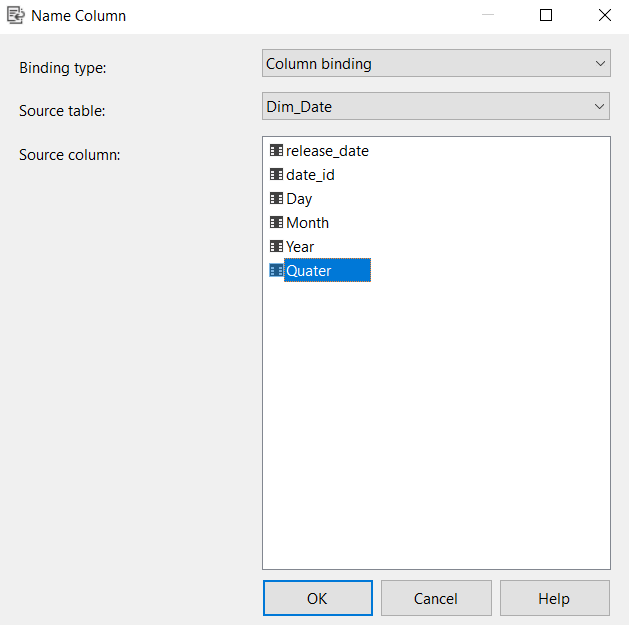 Name Column
Binding type:
Column binding
Source table:
Dim_Date
Source column:
release_date
date_id
Day
Month
Year
Quater
OK
Cancel
Help